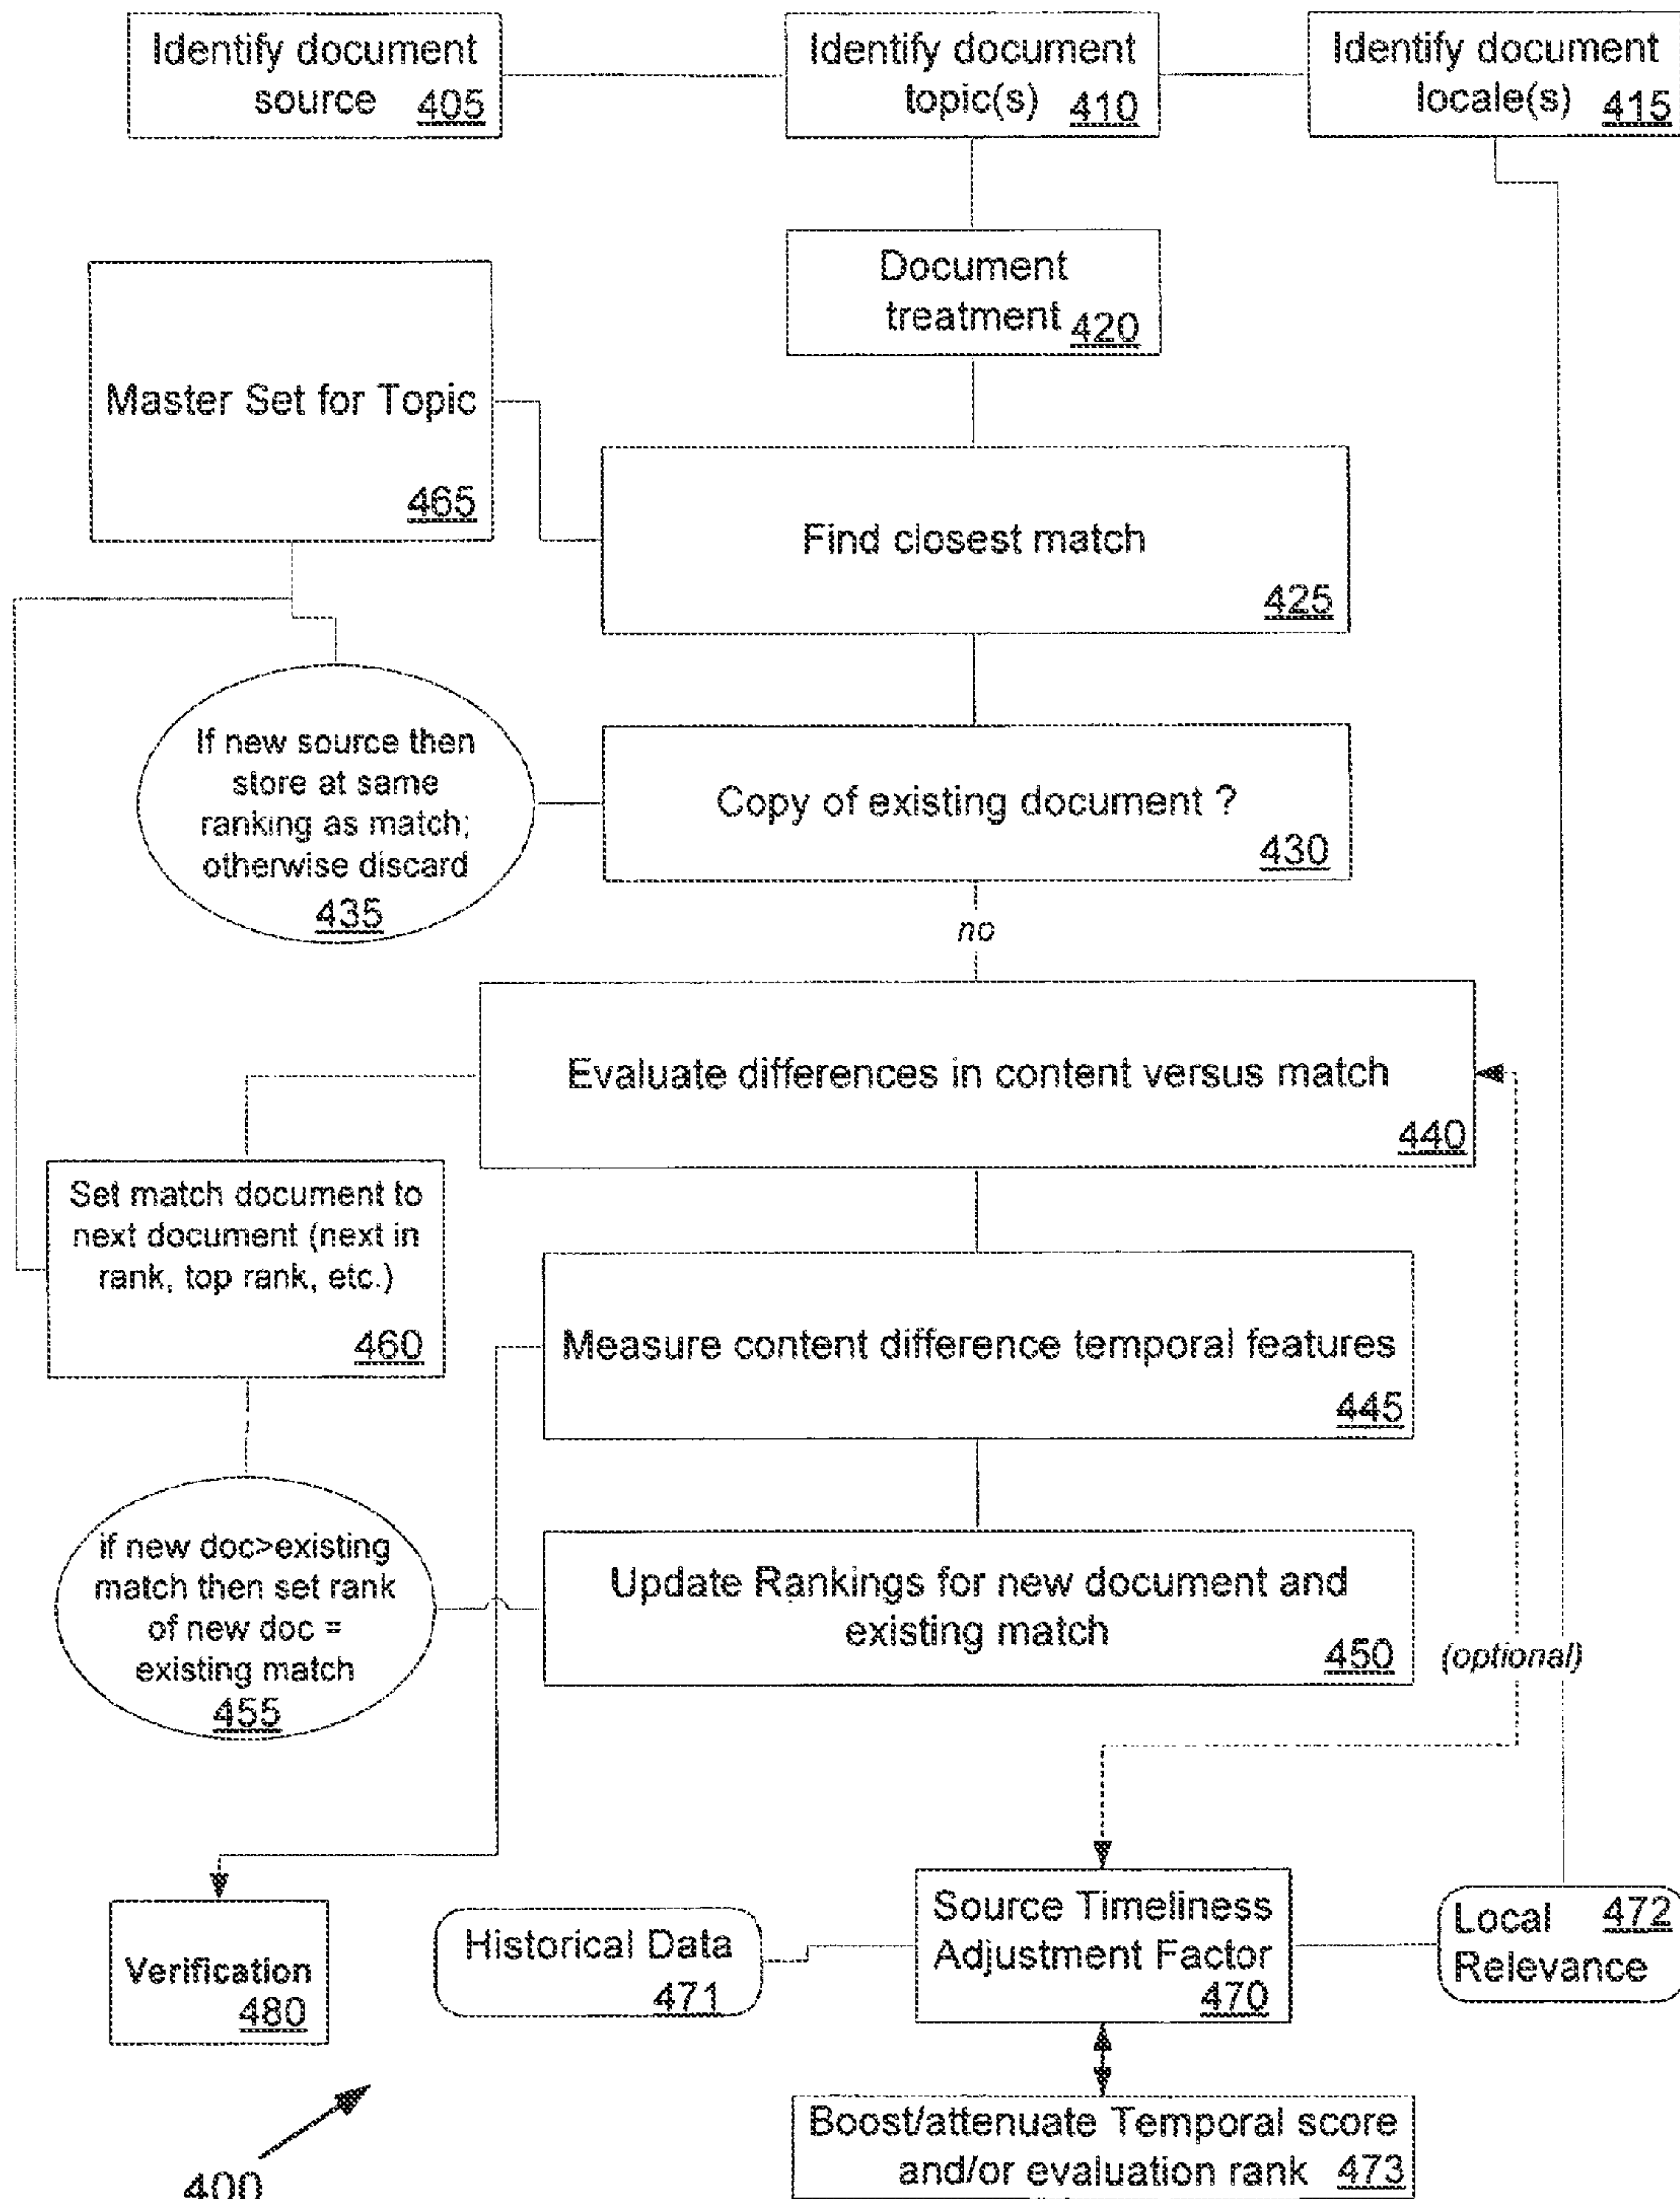 Identify document
source 405
Identify document
topic(s) 410
Identify document
locale(s) 415
Document
treatment 420
Master Set for Topic
465
Find closest match
425
If new source then
store at same
ranking as match;
otherwise discard
435
Copy of existing document ?
430
no
Evaluate differences in content versus match
440
Set match document to
next document (next in
rank, top rank, etc.)
460
Measure content difference temporal features
445
if new doc>existing
match then set rank
of new doc =
existing match
455
Update Rankings for new document and
existing match
450
(optional)
Verification
480
Historical Data
471
Source Timeliness
Adjustment Factor
470
Local 472
Relevance
Boost/attenuate Temporal score
and/or evaluation rank 473
400